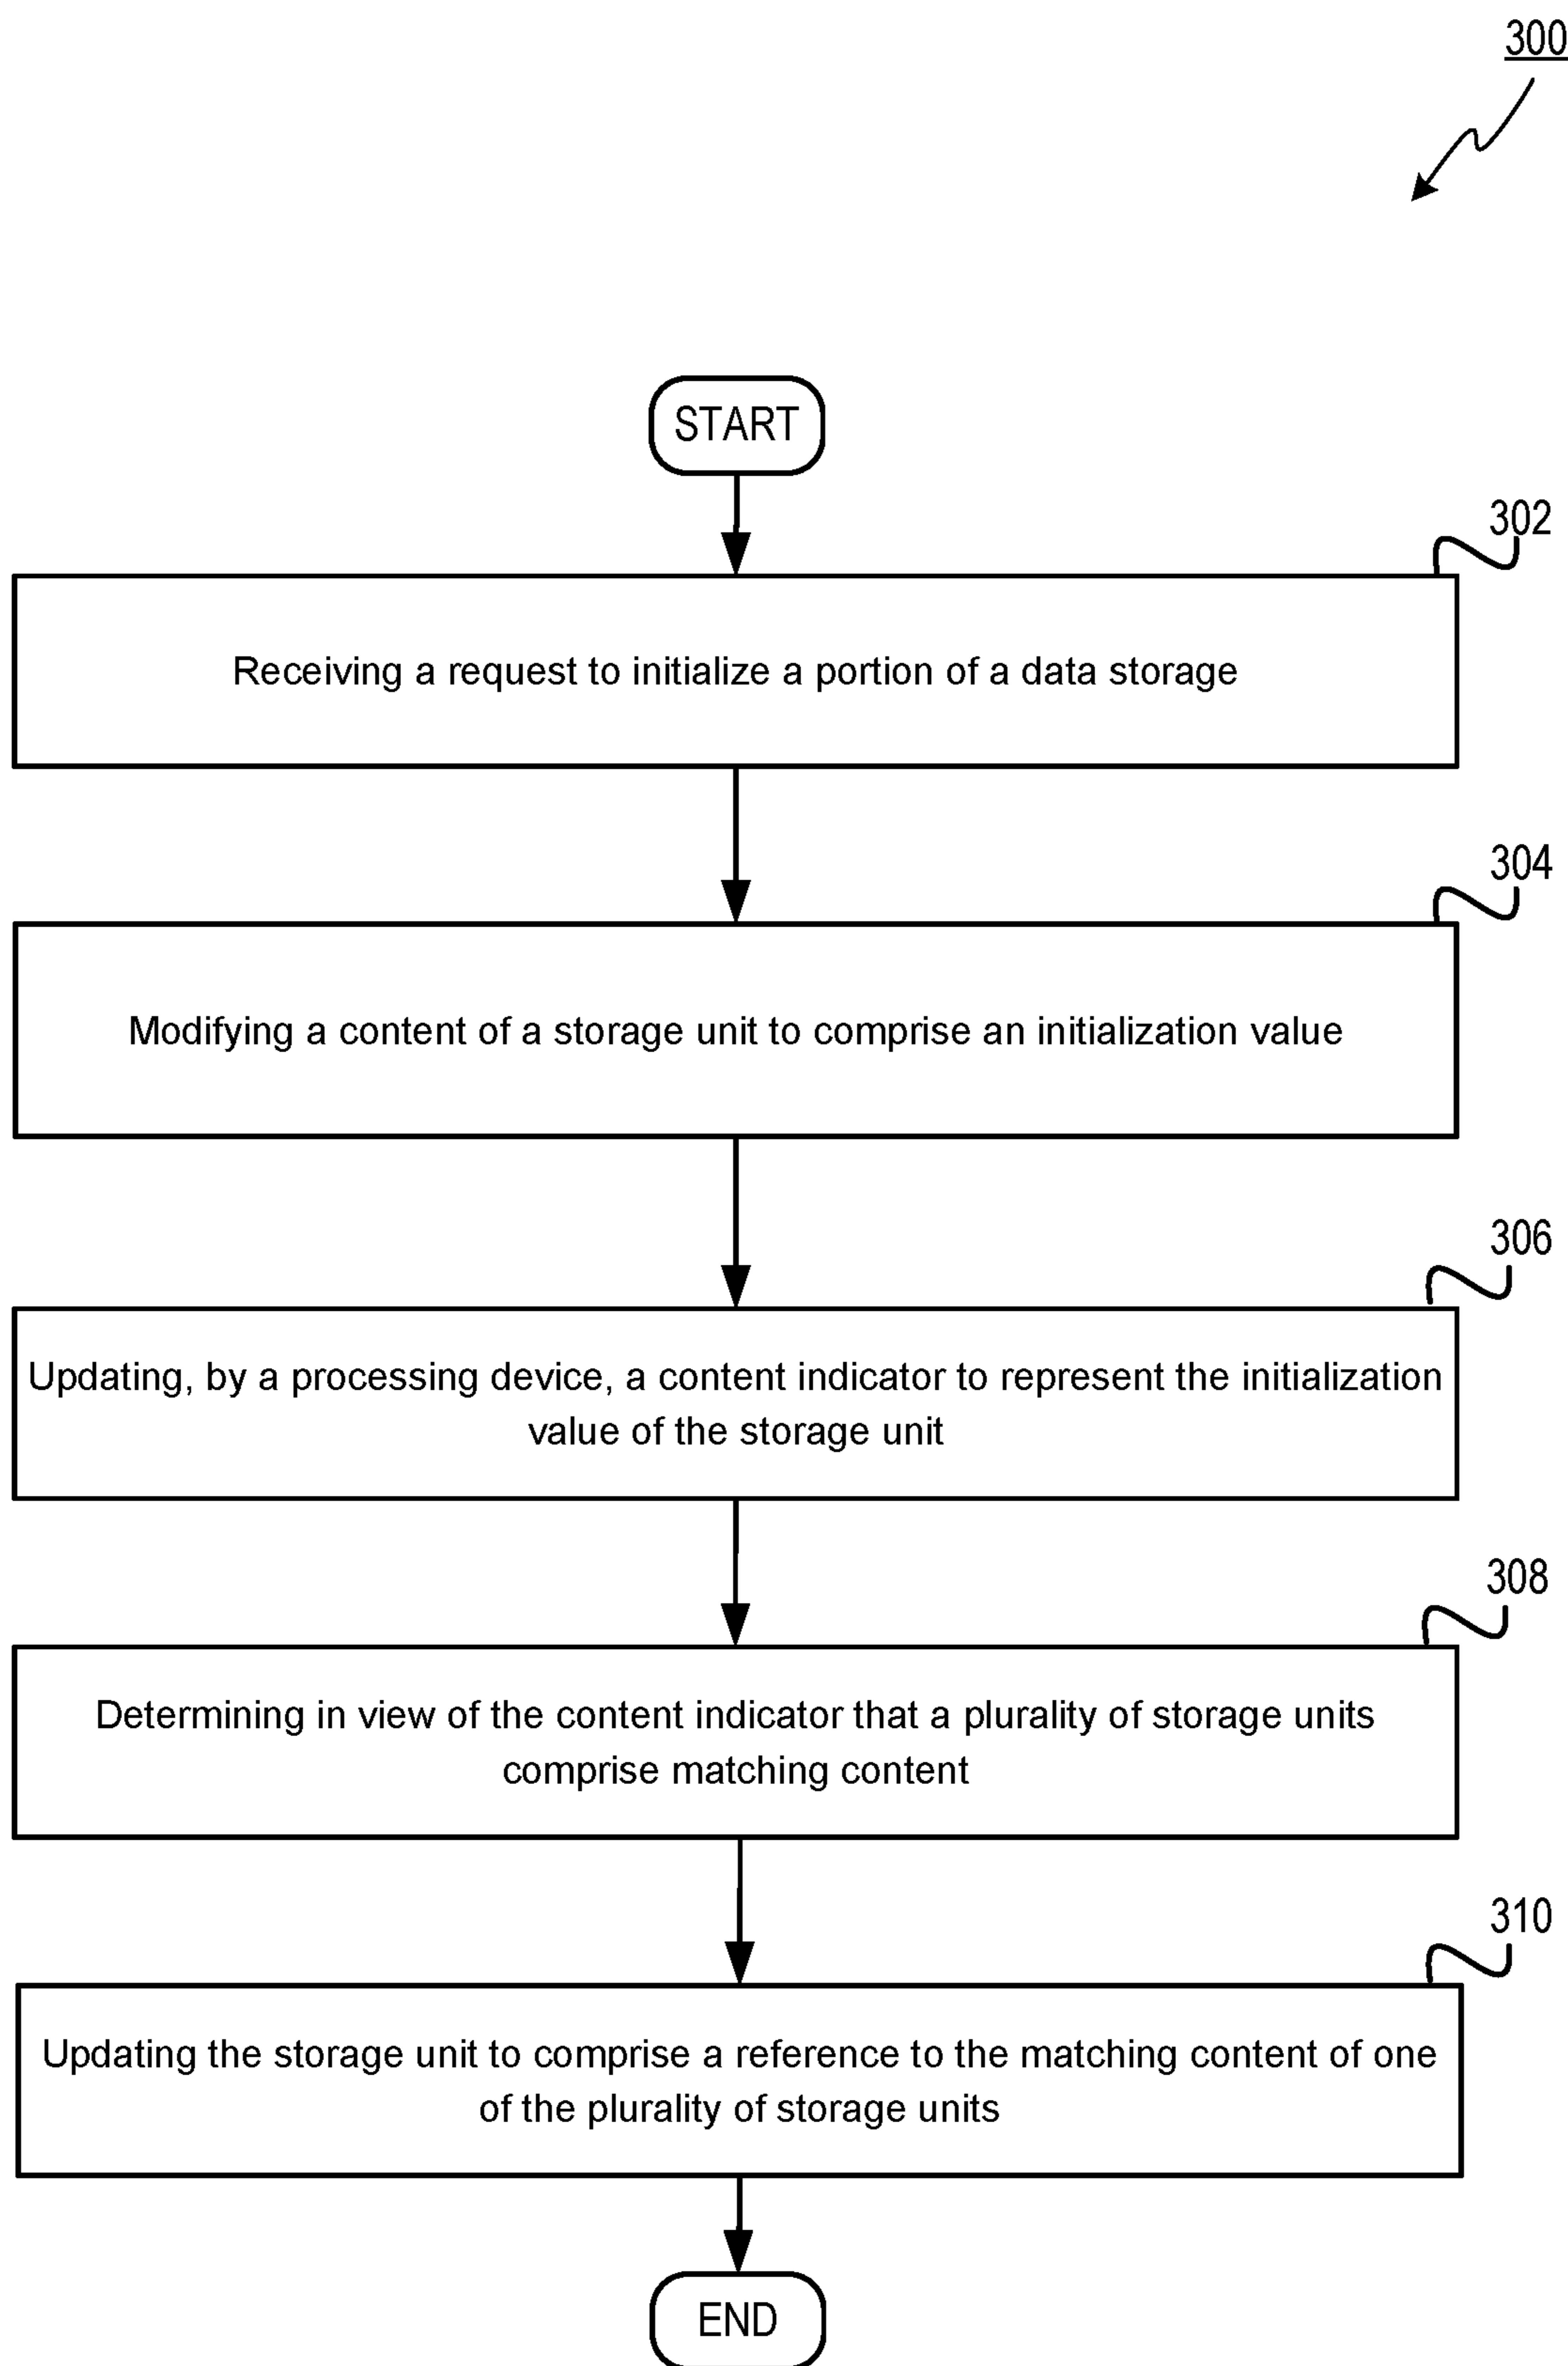 300
START
302
Receiving a request to initialize a portion of a data storage
304
Modifying a content of a storage unit to comprise an initialization value
306
Updating, by a processing device, a content indicator to represent the initialization
value of the storage unit
308
Determining in view of the content indicator that a plurality of storage units
comprise matching content
310
Updating the storage unit to comprise a reference to the matching content of one
of the plurality of storage units
END